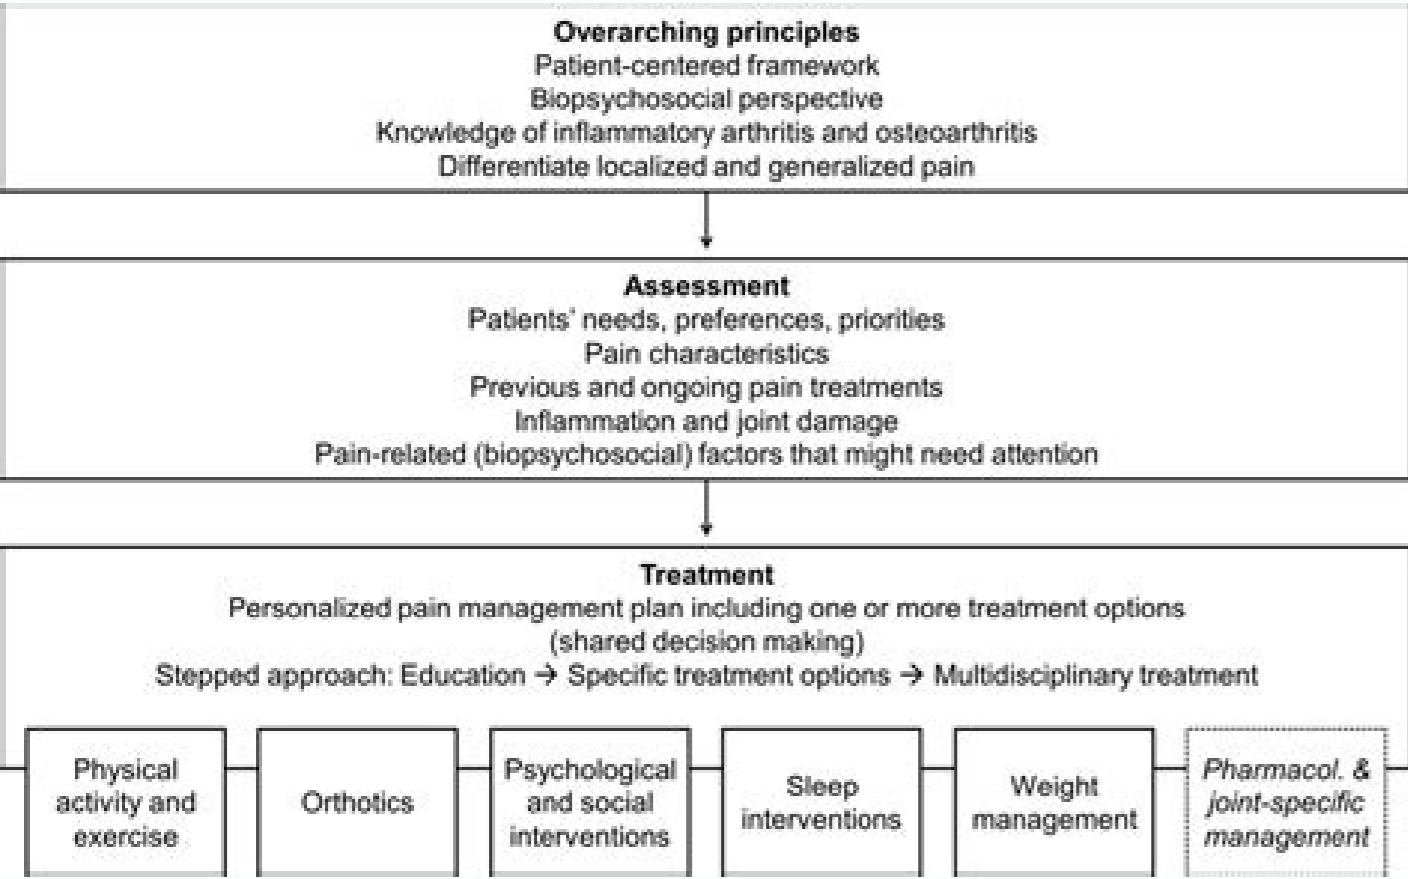 Overarching principles
Patient-centered framework
Biopsychosocial perspective
Knowledge of inflammatory arthritis and osteoarthritis
Differentiate localized and generalized pain
Assessment
Patients' needs, preferences, priorities
Pain characteristics
Previous and ongoing pain treatments
Inflammation and joint damage
Pain-related (biopsychosocial) factors that might need attention
Treatment
Personalized pain management plan including one or more treatment options
(shared decision making)
Stepped approach: Education → Specific treatment options → Multidisciplinary treatment
Physical
activity and
exercise
Orthotics
Psychological
and social
interventions
Sleep
interventions
Weight
management
Pharmacol. &
joint-specific
management